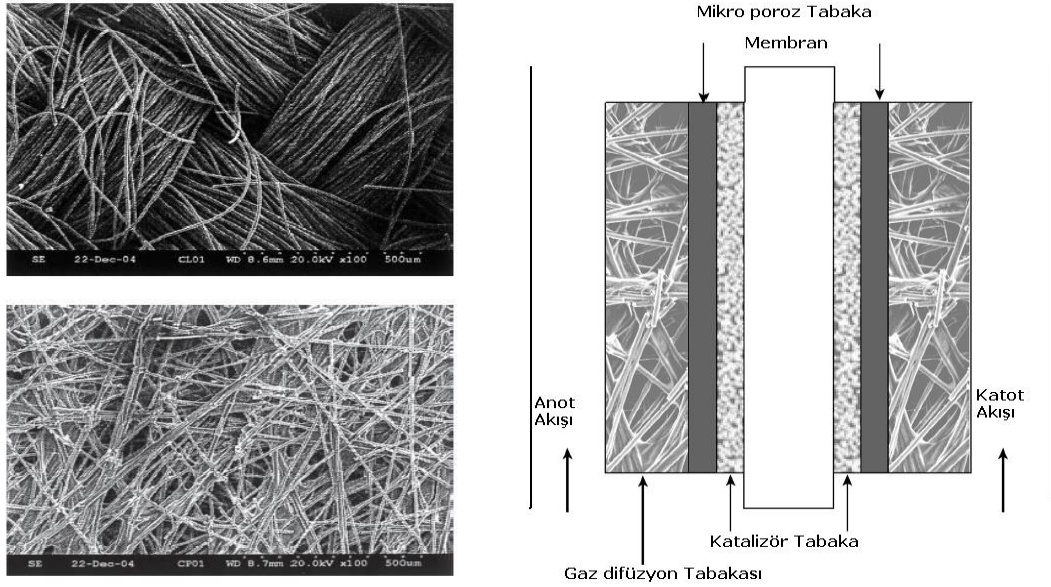 SE 22-Dec-04 CL01 WD 8.6mm 20.0kV x100 500um
SE 22-Dec-04 CP01 WD 8.7mm 20.0kV x100 500um
Mikro poroz Tabaka
Membran
Anot
Akışı
Katot
Akışı
Katalizör Tabaka
Gaz difüzyon Tabakası